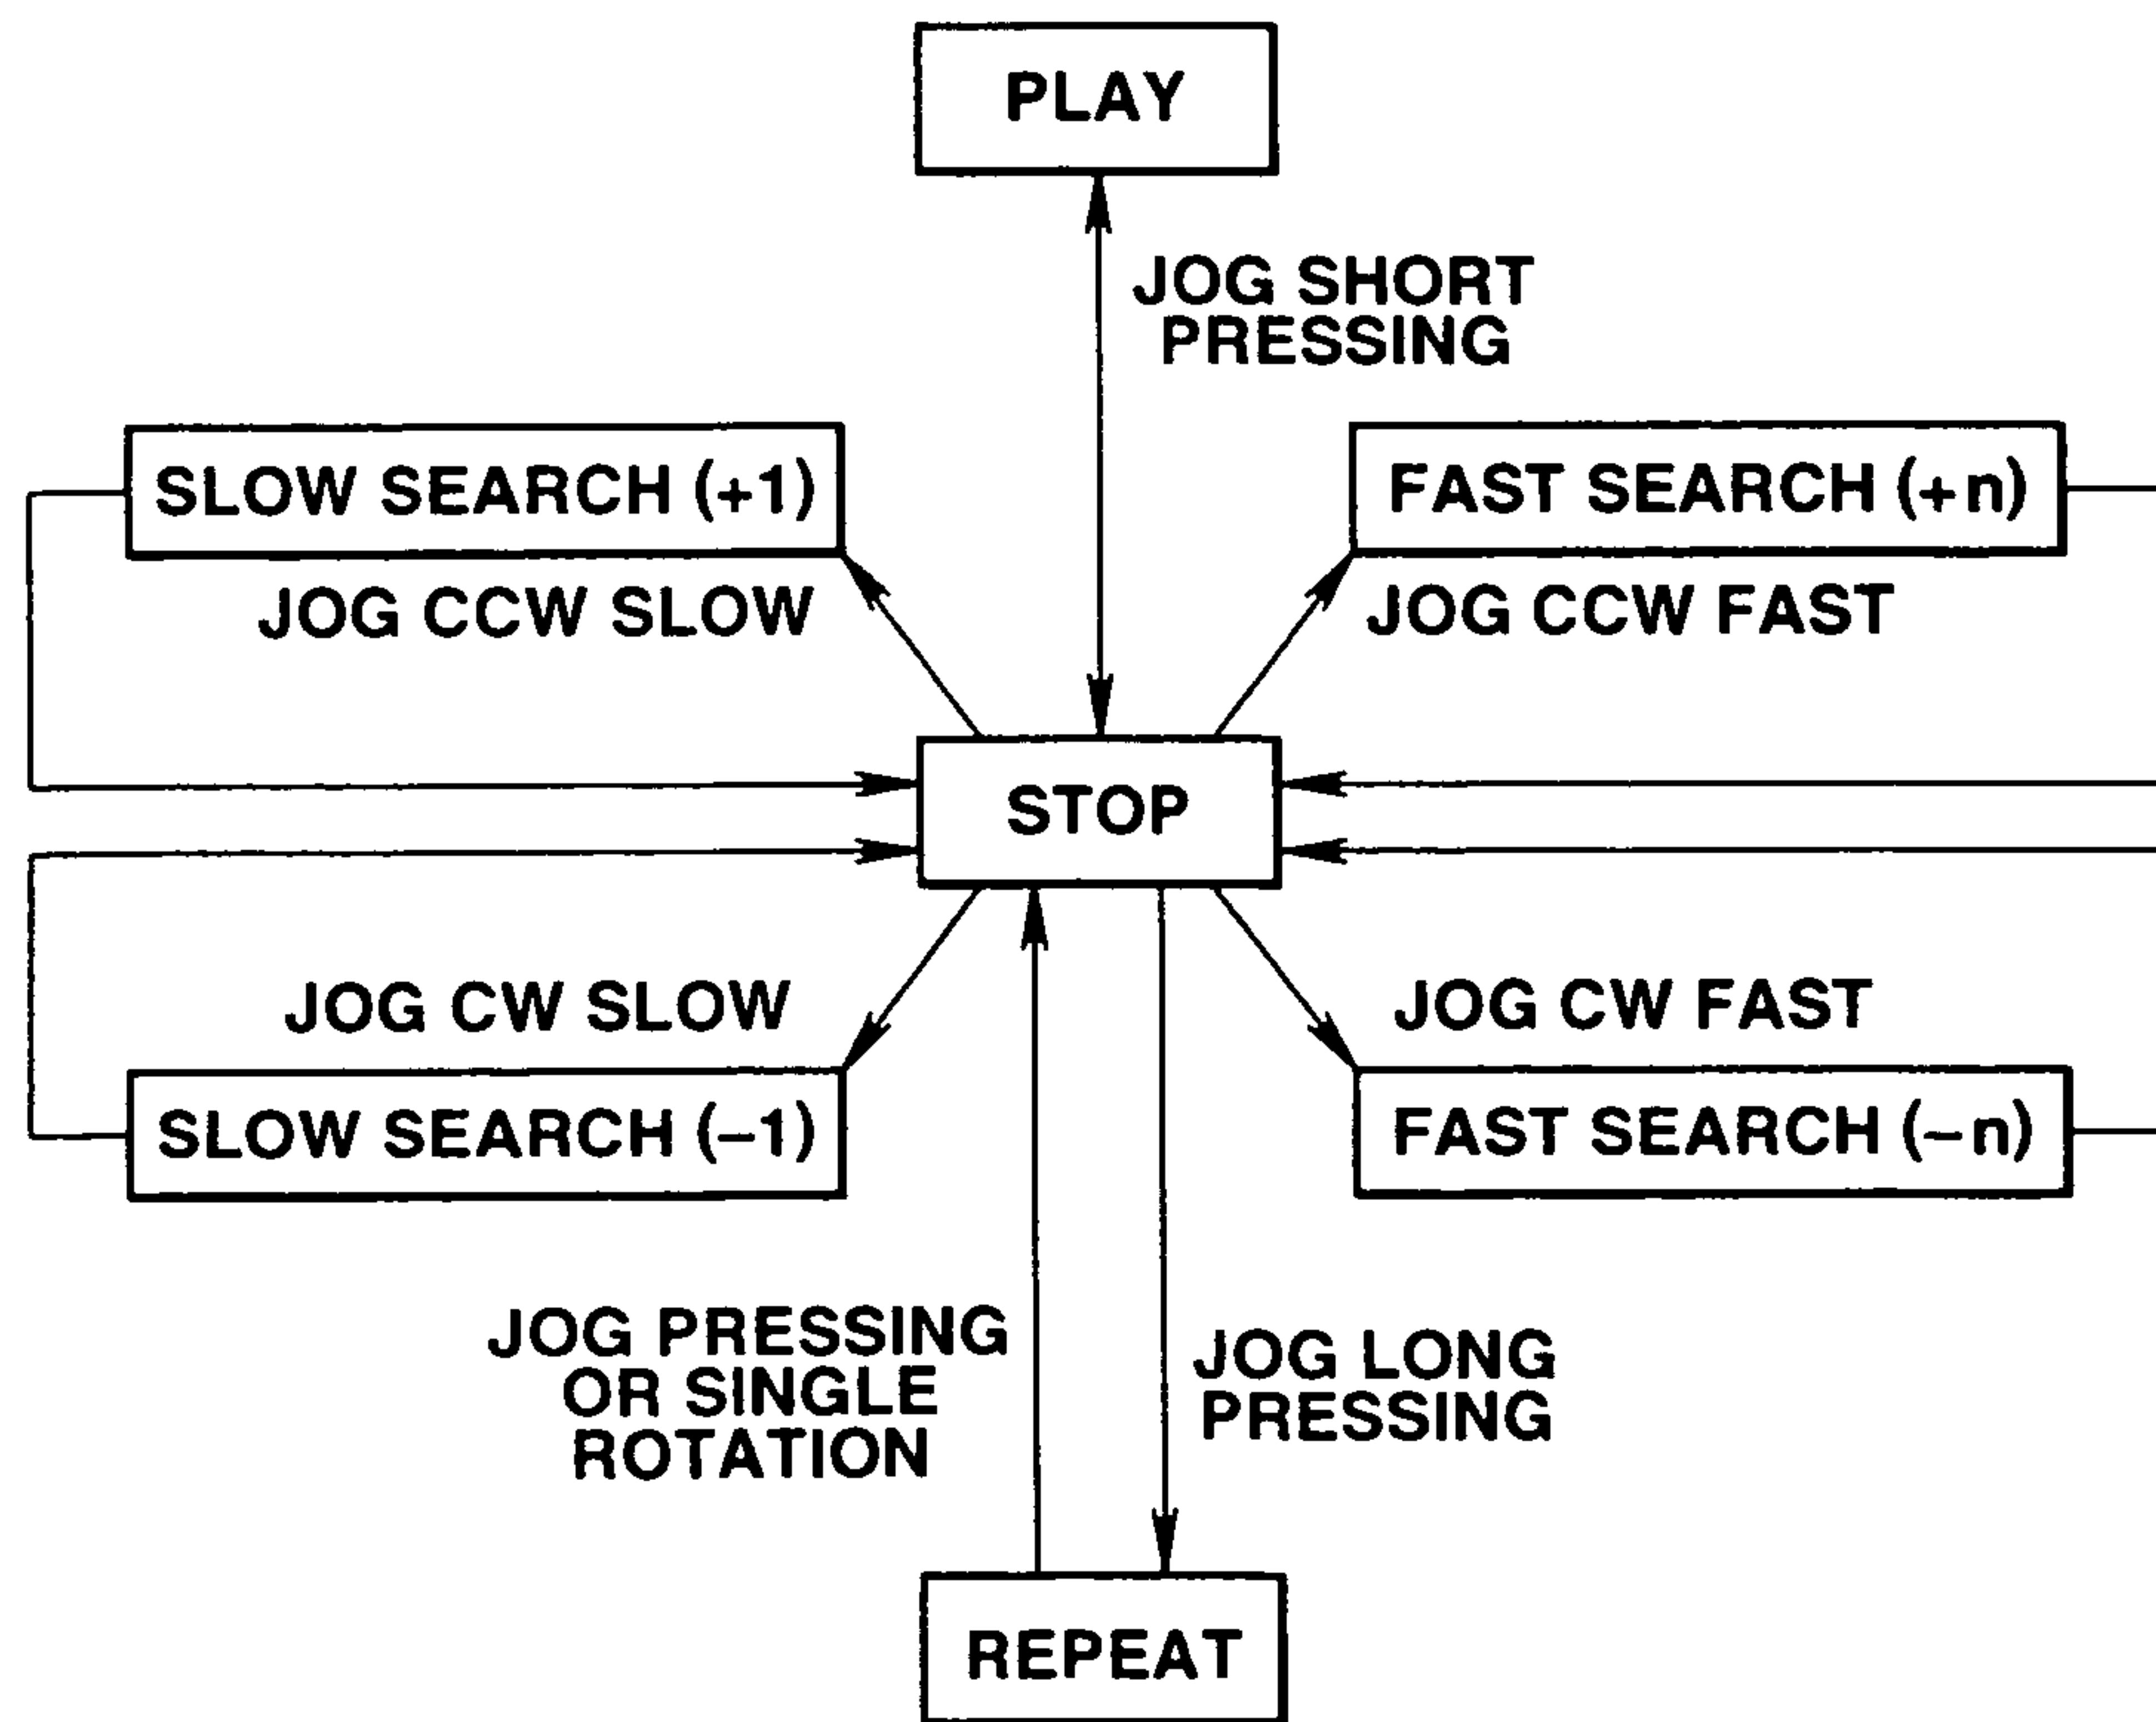 PLAY
JOG SHORT
PRESSING
SLOW SEARCH (+1)
FAST SEARCH (+n)
JOG CCW SLOW
JOG CCW FAST
STOP
JOG CW SLOW
JOG CW FAST
SLOW SEARCH (−1)
FAST SEARCH (−n)
JOG PRESSING
OR SINGLE
ROTATION
JOG LONG
PRESSING
REPEAT